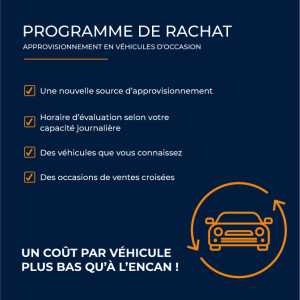 PROGRAMME DE RACHAT
APPROVISIONNEMENT EN VÉHICULES D'OCCASION
Une nouvelle source d'approvisionnement
Horaire d'évaluation selon votre
capacité journalière
Des véhicules que vous connaissez
Des occasions de ventes croisées
UN COÛT PAR VÉHICULE
PLUS BAS QU'À L'ENCAN !